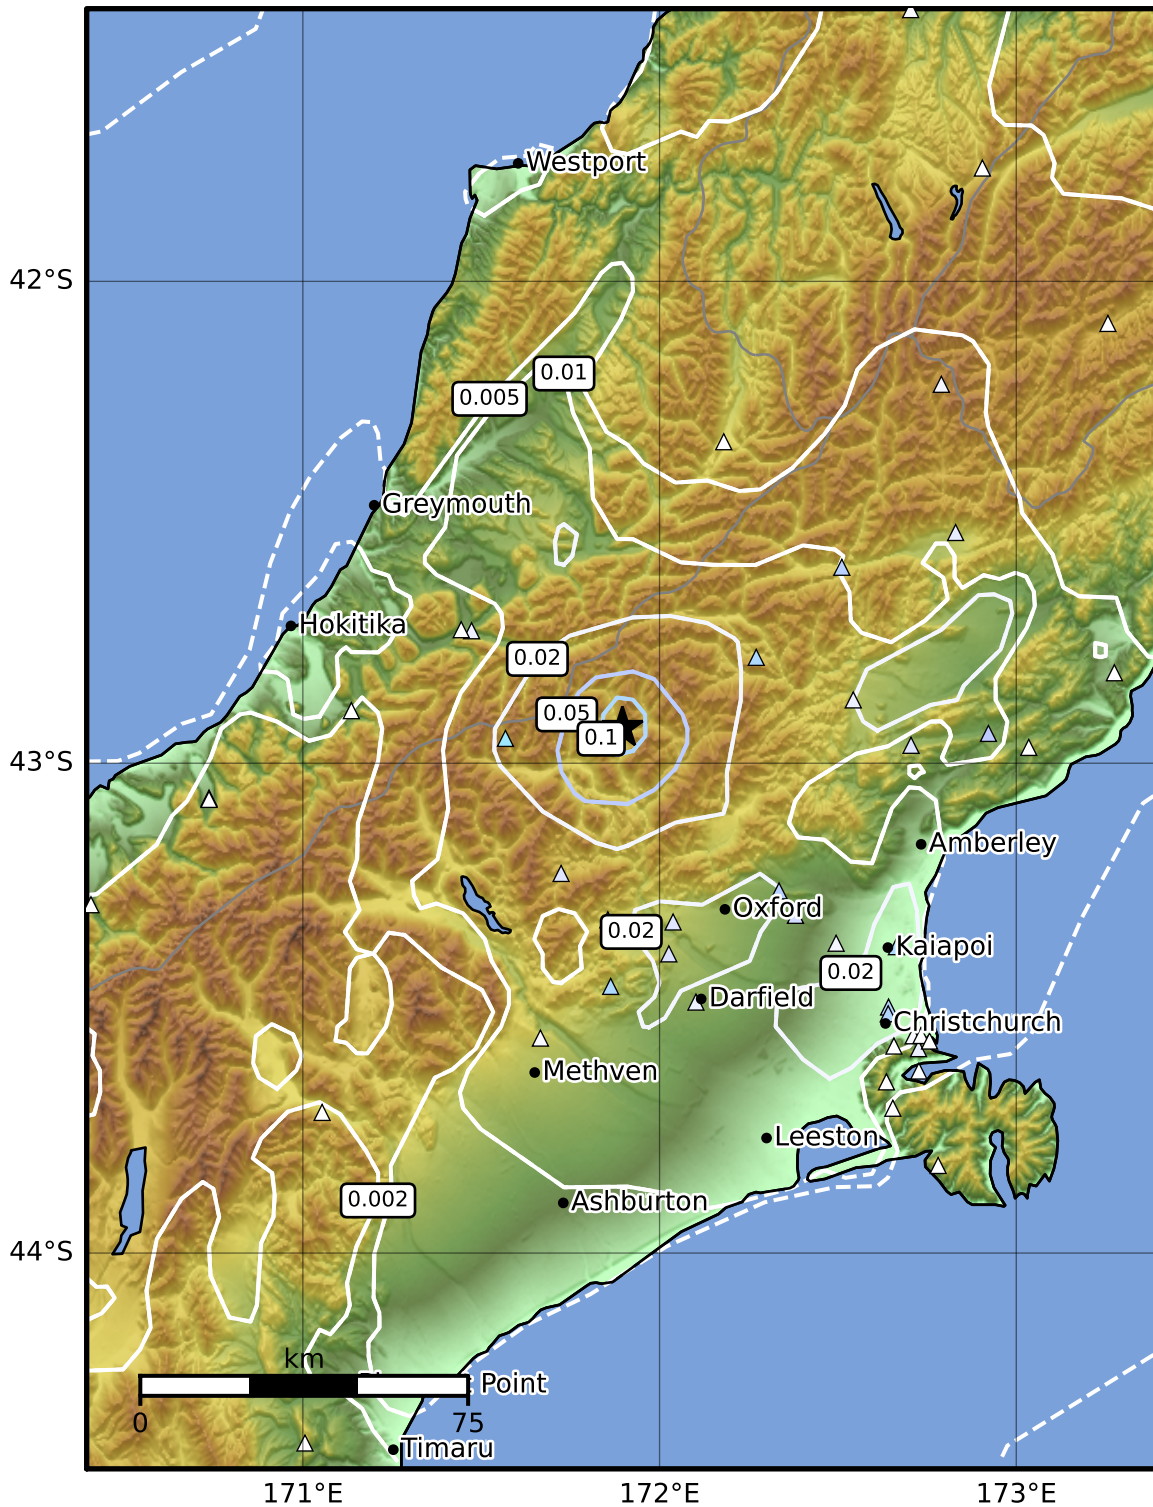 Westport
42°S
0.01
0.005
Greymouth
Hokitika
0.02
0.05
0.1
43°S
Amberley
Oxford
0.02
Kaiapoi
0.02
Darfield
Christchurch
Methven
Leeston
0.002
Ashburton
44°S
km
Point
0
75
Timaru
171°E
172°E
173°E